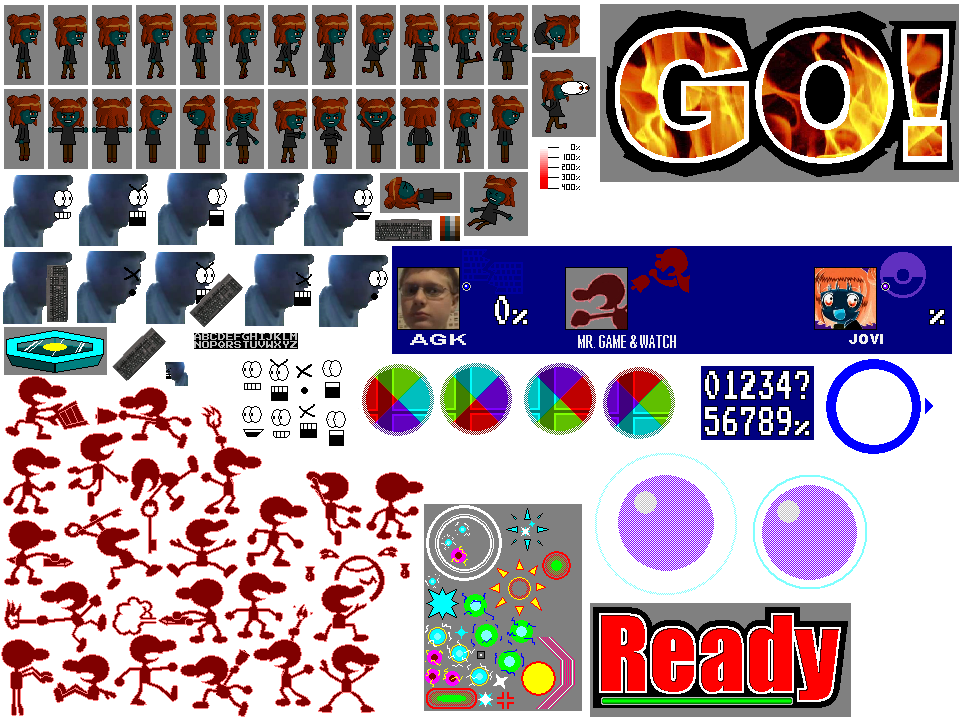 GO!
0%
100%
200%
300%
400%
0%
%
AGK
MR. GAME & WATCH
JOVI
ABCDEFGHIJKLM
NOPQRSTUVWXYZ
01234?
56789%
Ready